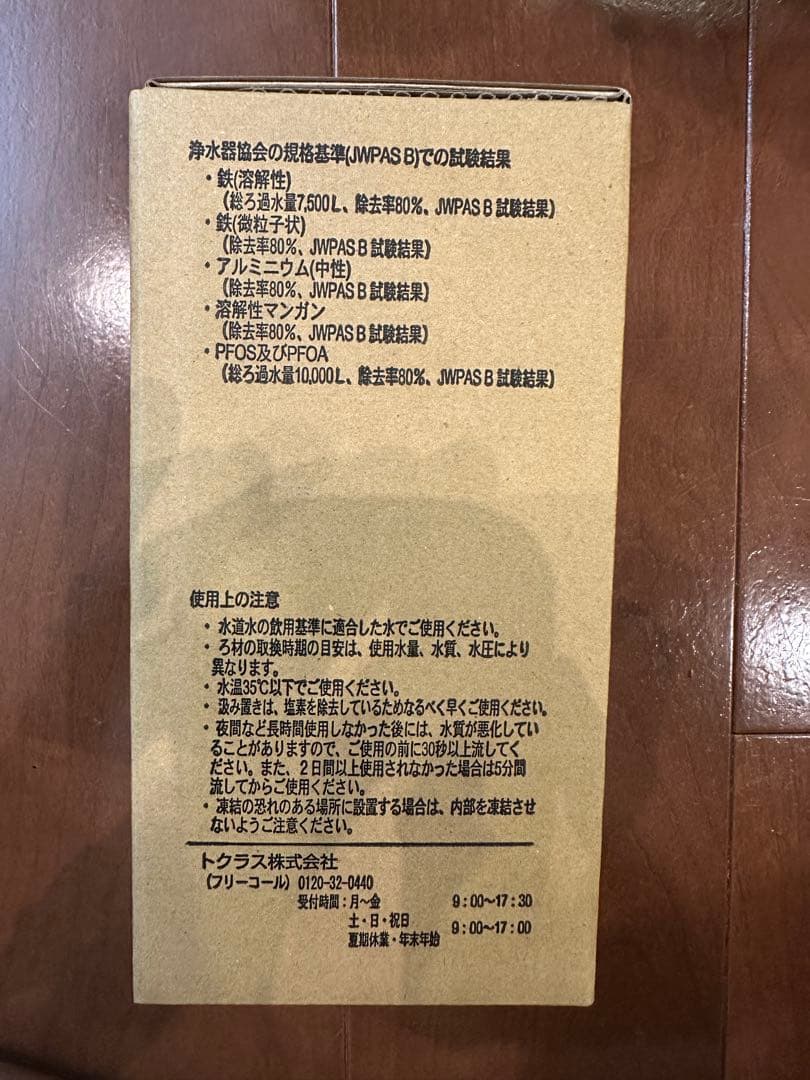 浄水器協会の規格基準(JWPAS B)での試験結果
・鉄(溶解性)
(総ろ過水量7,500L、除去率80%、JWPAS B 試験結果)
・鉄(微粒子状)
(除去率80%、JWPAS B 試験結果)
・アルミニウム(中性)
(除去率80%、JWPAS B 試験結果)
・溶解性マンガン
(除去率80%、JWPAS B 試験結果)
・PFOS及びPFOA
(総ろ過水量10,000L、除去率80%、JWPAS B 試験結果)
使用上の注意
・水道水の飲用基準に適合した水でご使用ください。
・ろ材の取換時期の目安は、使用水量、水質、水圧により
異なります。
・水温35℃以下でご使用ください。
・汲み置きは、塩素を除去しているためなるべく早くご使用ください。
・夜間など長時間使用しなかった後には、水質が悪化してい
ることがありますので、ご使用の前に30秒以上流してく
ださい。また、2日間以上使用されなかった場合は5分間
流してからご使用ください。
・凍結の恐れのある場所に設置する場合は、内部を凍結させ
ないようご注意ください。
トクラス株式会社
(フリーコール) 0120-32-0440
受付時間:月〜金 9:00〜17:30
土・日・祝日
夏期休業・年末年始 9:00〜17:00